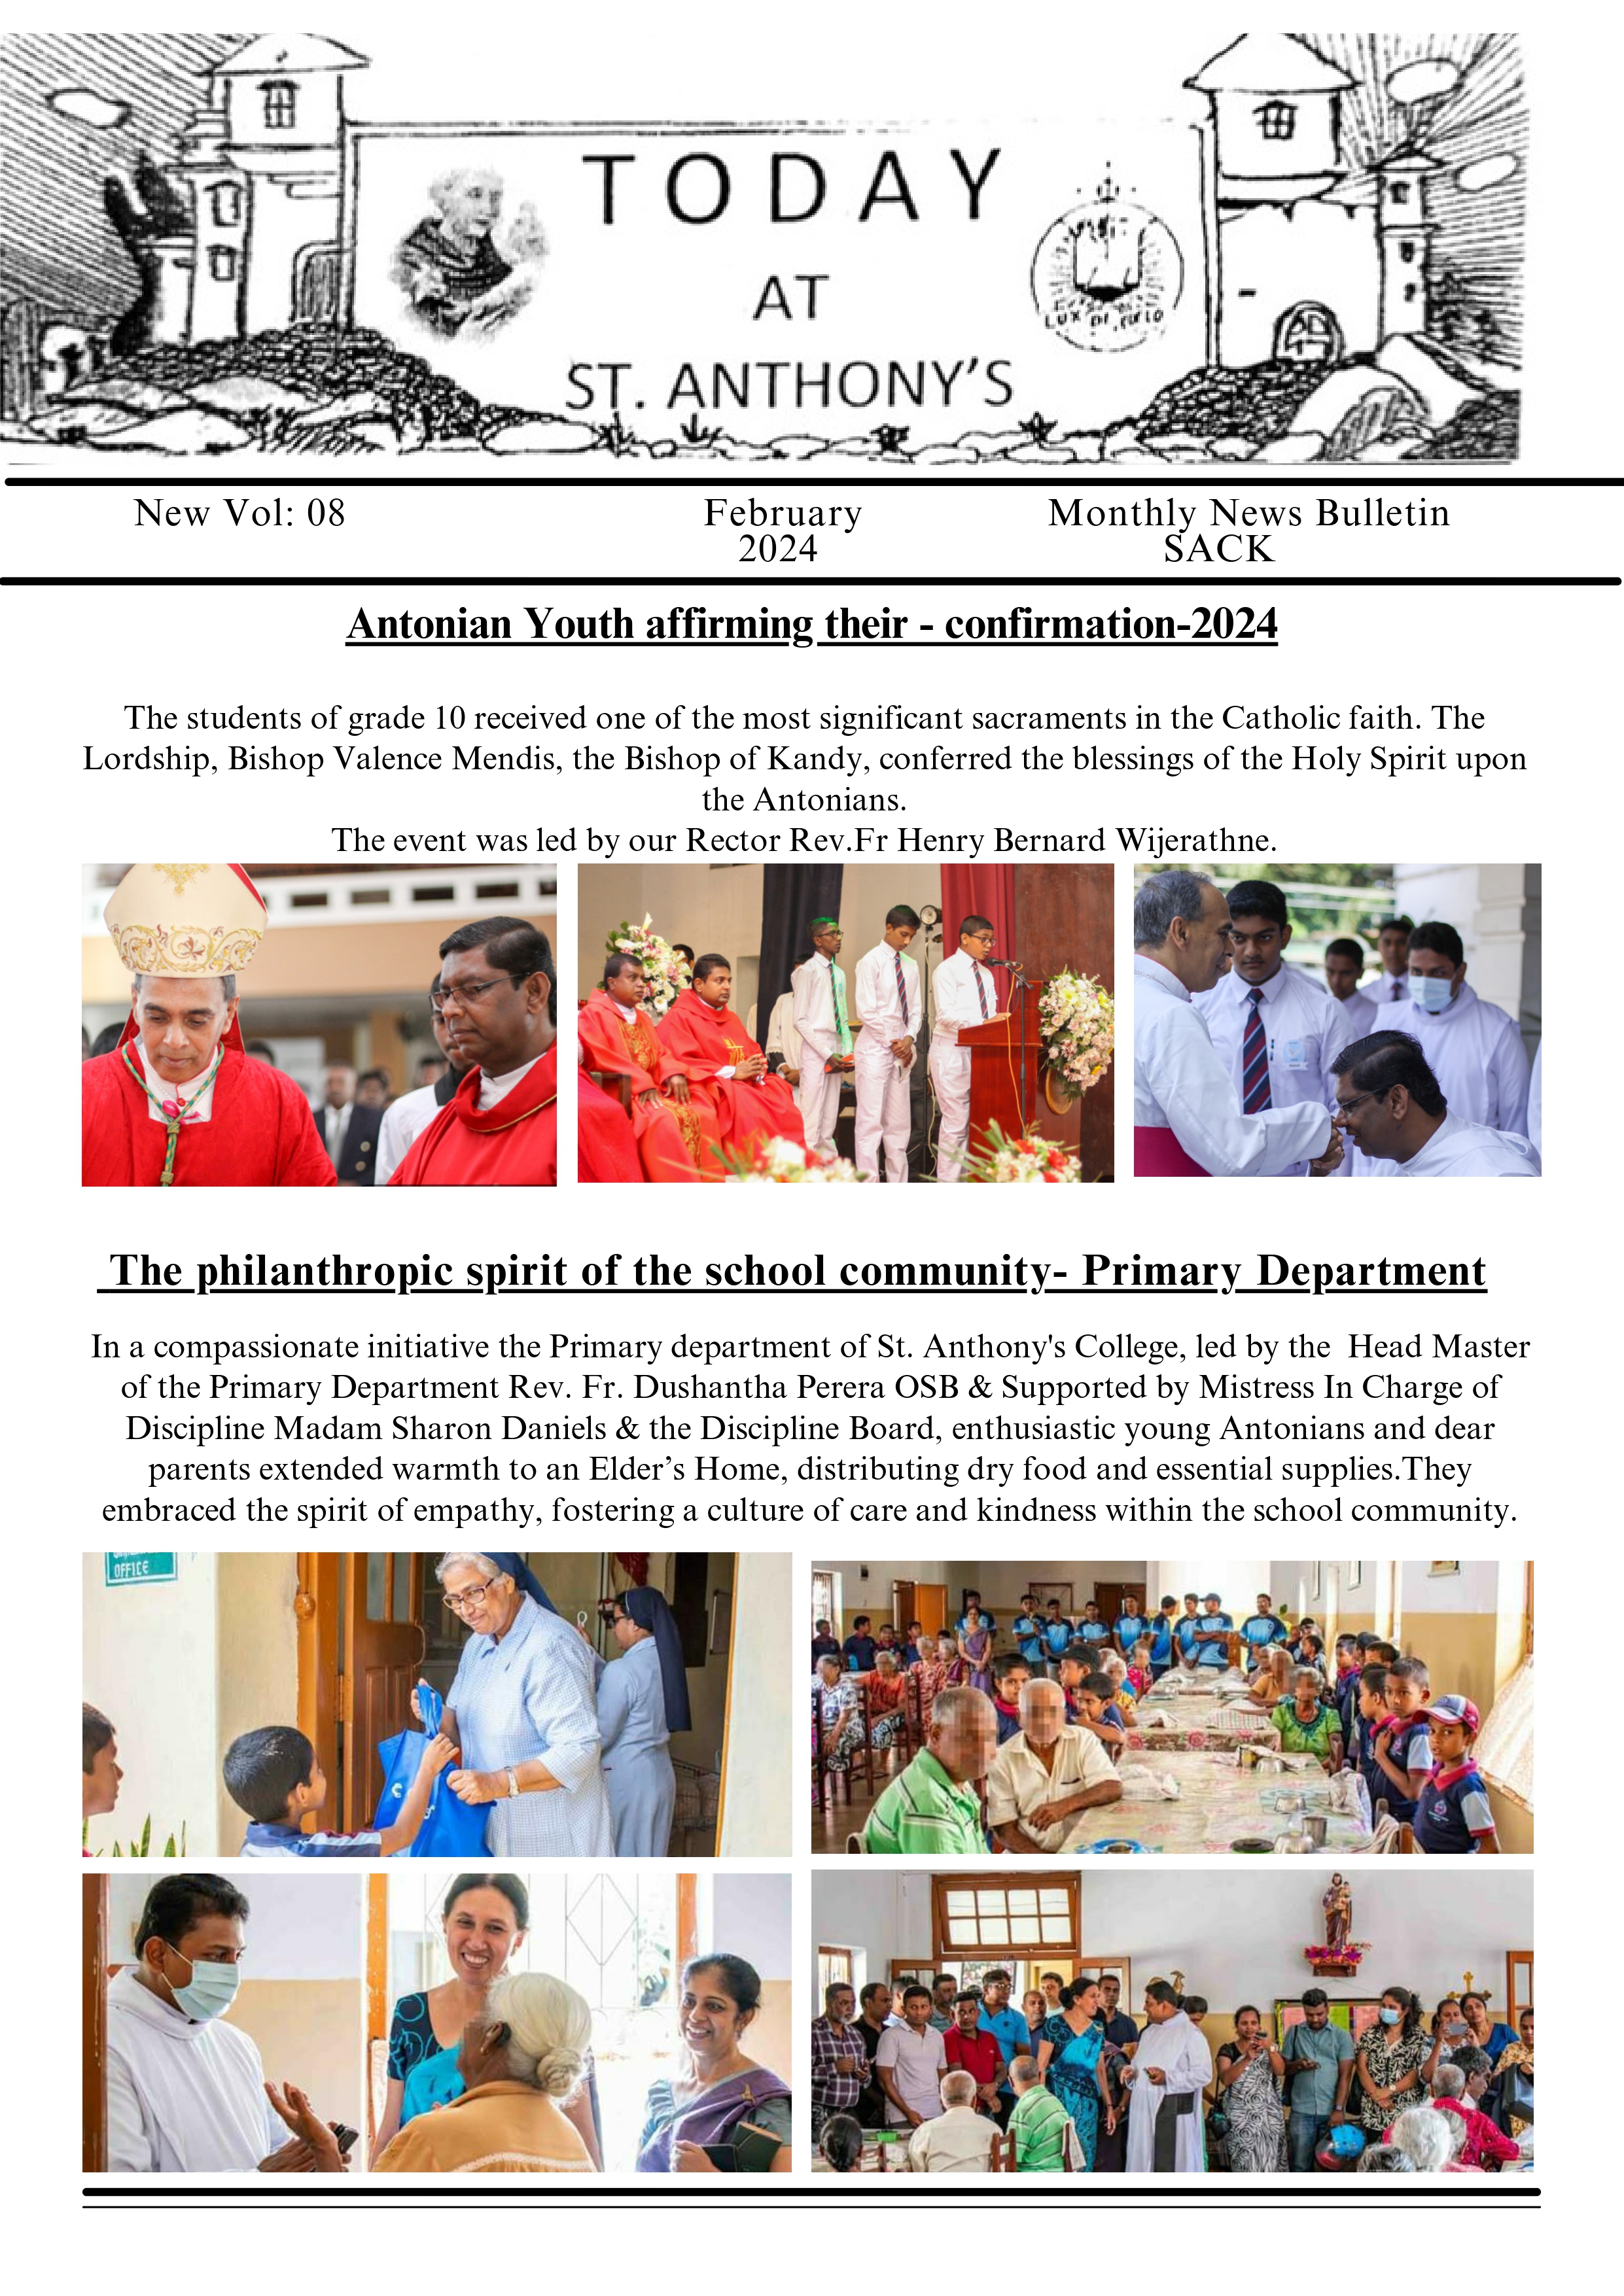 TODAY
AT
ST. ANTHONY'S
New Vol: 08
February
2024
Monthly News Bulletin
SACK
Antonian Youth affirming their - confirmation-2024
The students of grade 10 received one of the most significant sacraments in the Catholic faith. The
Lordship, Bishop Valence Mendis, the Bishop of Kandy, conferred the blessings of the Holy Spirit upon
the Antonians.
The event was led by our Rector Rev.Fr Henry Bernard Wijerathne.
The philanthropic spirit of the school community- Primary Department
In a compassionate initiative the Primary department of St. Anthony's College, led by the  Head Master
of the Primary Department Rev. Fr. Dushantha Perera OSB & Supported by Mistress In Charge of
Discipline Madam Sharon Daniels & the Discipline Board, enthusiastic young Antonians and dear
parents extended warmth to an Elder’s Home, distributing dry food and essential supplies.They
embraced the spirit of empathy, fostering a culture of care and kindness within the school community.
OFFICE